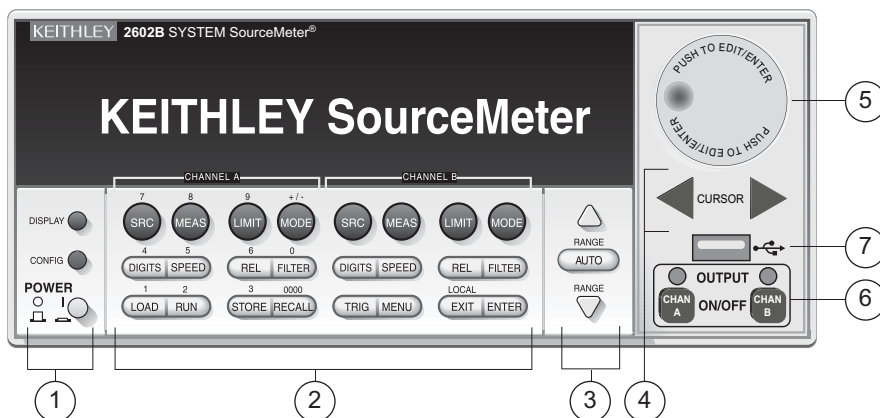 KEITHLEY 2602B SYSTEM SourceMeter®
KEITHLEY SourceMeter
PUSH TO EDIT/ENTER
PUSH TO EDIT/ENTER
5
CHANNEL A CHANNEL B
7 8 9 +/-
DISPLAY
SRC MEAS LIMIT MODE SRC MEAS LIMIT MODE
CURSOR
RANGE
4 5 6 0
CONFIG
DIGITS SPEED REL FILTER DIGITS SPEED REL FILTER
AUTO
7
POWER
1 2 3 0000 LOCAL
RANGE
OUTPUT
LOAD RUN STORE RECALL TRIG MENU EXIT ENTER
CHAN A ON/OFF CHAN B
6
1 2 3 4